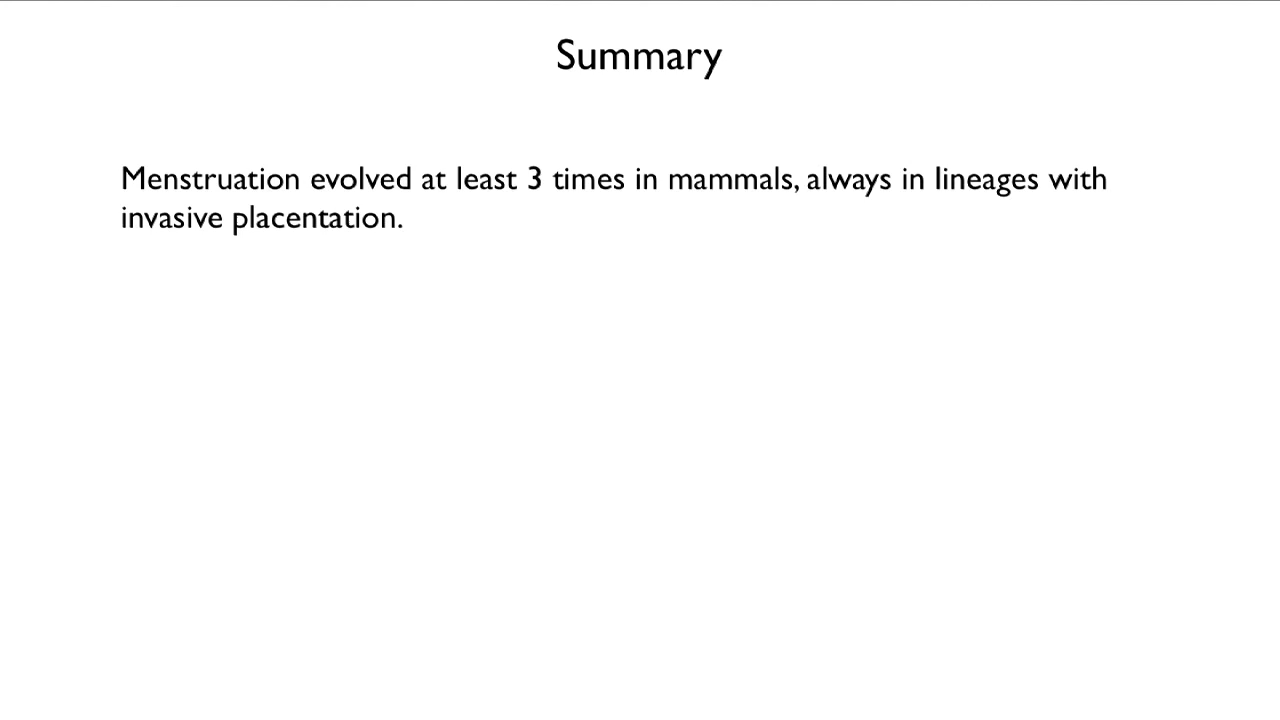 Summary
Menstruation evolved at least 3 times in mammals, always in lineages with
invasive placentation.